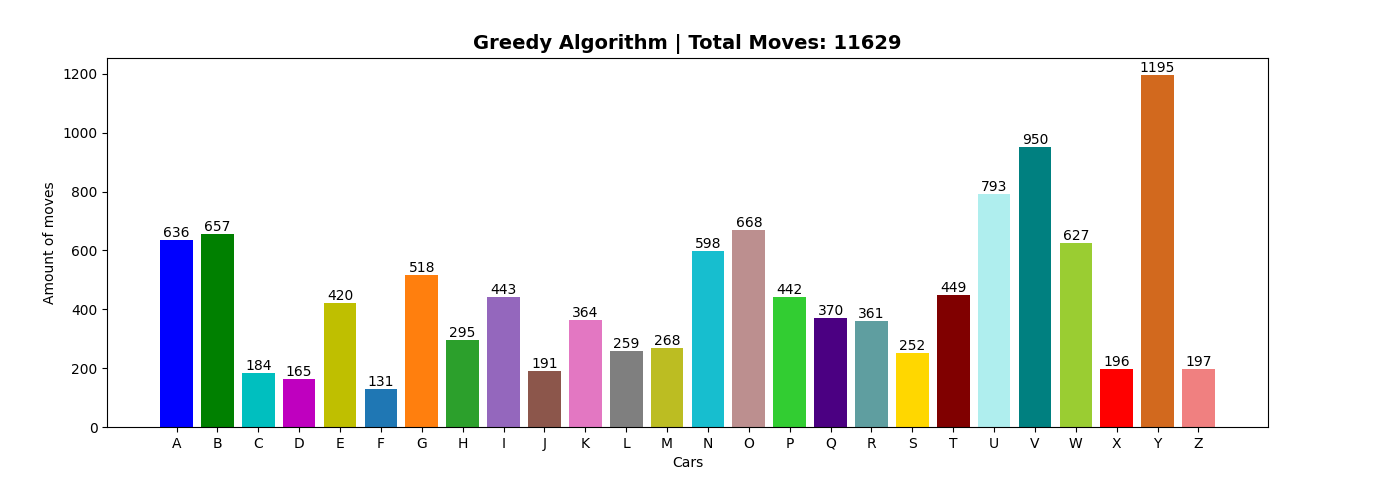 Greedy Algorithm | Total Moves: 11629
Amount of moves
1200
1000
800
600
400
200
0
636 657 184 165 420 131 518 295 443 191 364 259 268 598 668 442 370 361 252 449 793 950 627 196 1195 197
A B C D E F G H I J K L M N O P Q R S T U V W X Y Z
Cars